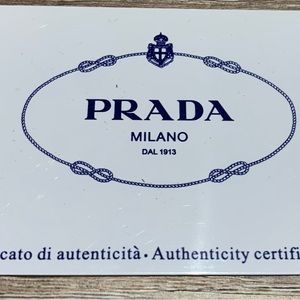 PRADA
MILANO
DAL 1913
cato di autenticità • Authenticity certifi